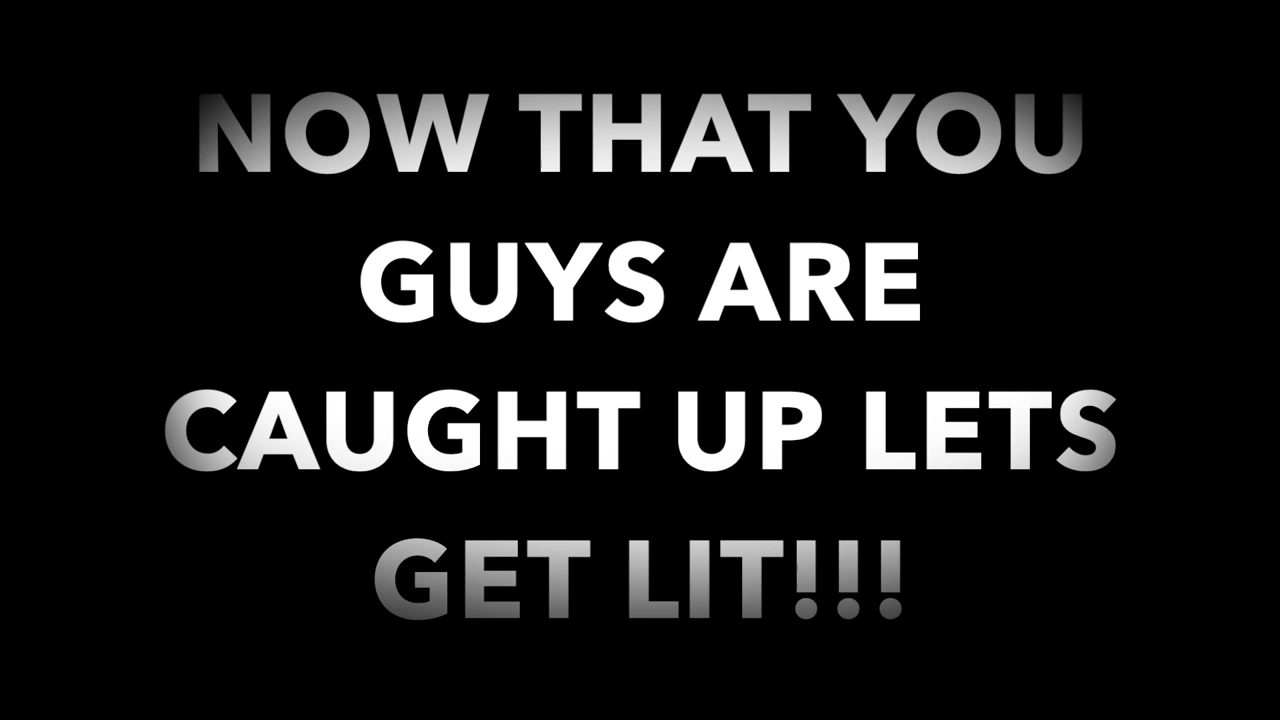 NOW THAT YOU
GUYS ARE
CAUGHT UP LETS
GET LIT!!!